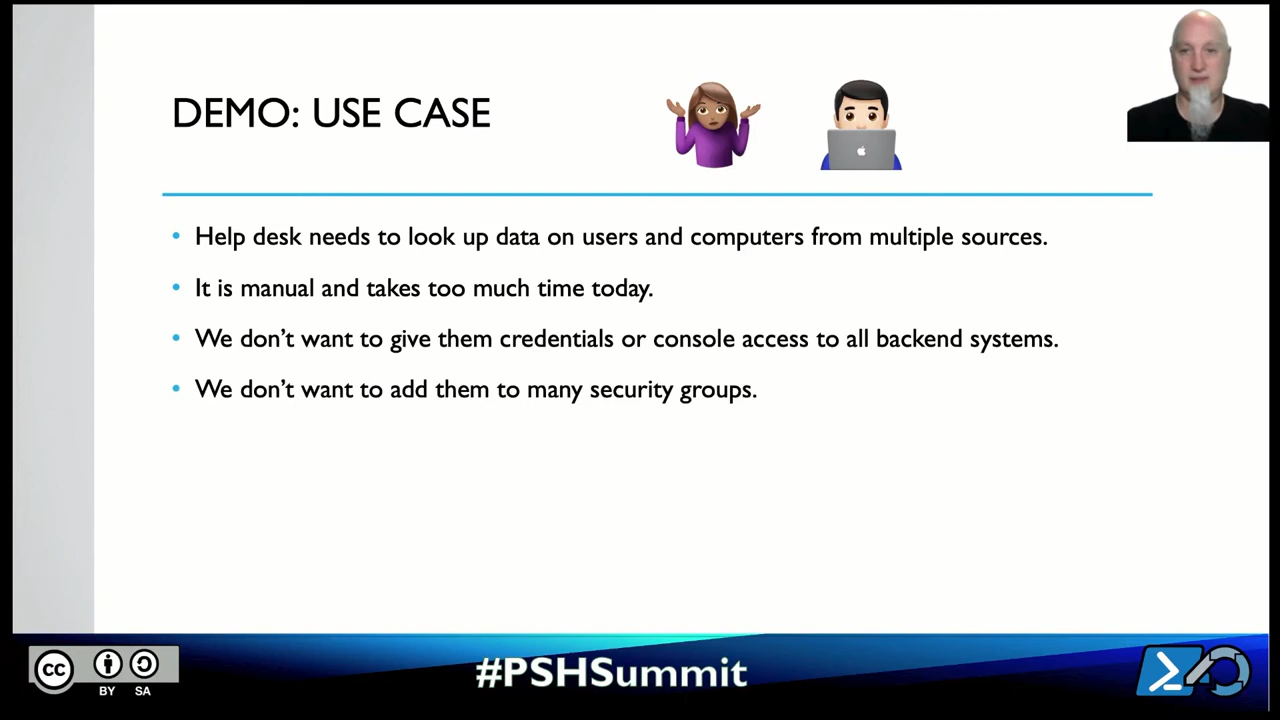 DEMO: USE CASE
• Help desk needs to look up data on users and computers from multiple sources.
• It is manual and takes too much time today.
• We don't want to give them credentials or console access to all backend systems.
• We don't want to add them to many security groups.
cc
BY SA
#PSHSummit